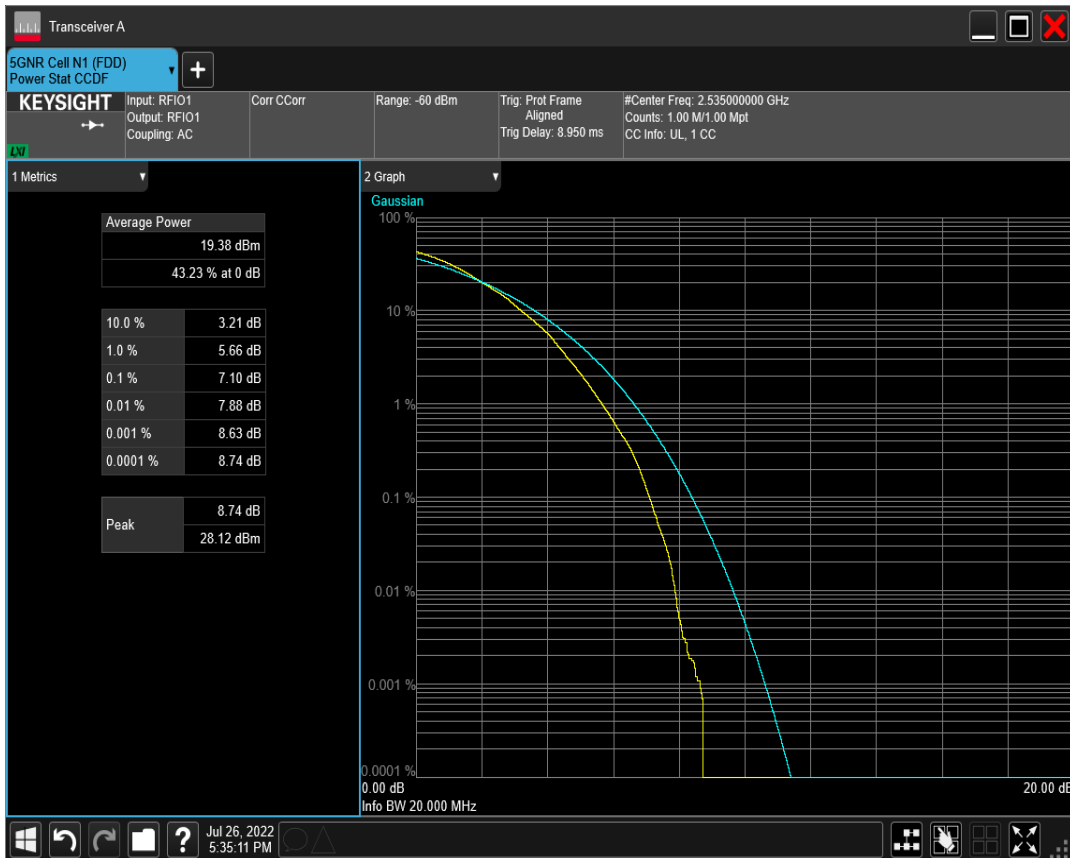 Transceiver A
5GNR Cell N1 (FDD)
Power Stat CCDF
+
KEYSIGHT
LXI
Input: RFIO1
Output: RFIO1
Coupling: AC
Corr CCorr
Range: -60 dBm
Trig: Prot Frame
Aligned
Trig Delay: 8.950 ms
#Center Freq: 2.535000000 GHz
Counts: 1.00 M/1.00 Mpt
CC Info: UL, 1 CC
1 Metrics
Average Power
19.38 dBm
43.23 % at 0 dB
10.0 % 3.21 dB
1.0 % 5.66 dB
0.1 % 7.10 dB
0.01 % 7.88 dB
0.001 % 8.63 dB
0.0001 % 8.74 dB
Peak
8.74 dB
28.12 dBm
2 Graph
Gaussian
100 %
10 %
1 %
0.1 %
0.01 %
0.001 %
0.0001 %
0.00 dB
20.00 dB
Info BW 20.000 MHz
?
Jul 26, 2022
5:35:11 PM